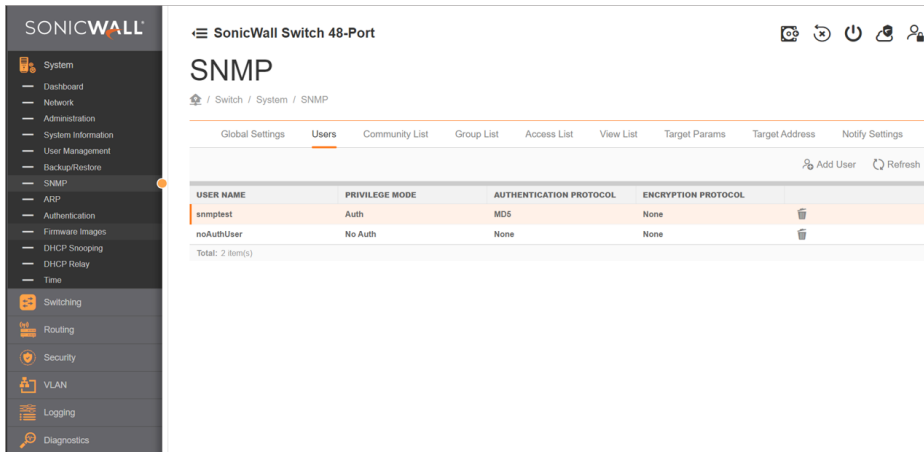 SONICWALL
System
Dashboard
Network
Administration
System Information
User Management
Backup/Restore
SNMP
ARP
Authentication
Firmware Images
DHCP Snooping
DHCP Relay
Time
Switching
Routing
Security
VLAN
Logging
Diagnostics
SonicWall Switch 48-Port
SNMP
/ Switch / System / SNMP
Global Settings Users Community List Group List Access List View List Target Params Target Address Notify Settings
Add User Refresh
USER NAME PRIVILEGE MODE AUTHENTICATION PROTOCOL ENCRYPTION PROTOCOL
snmptest Auth MD5 None
noAuthUser No Auth None None
Total: 2 item(s)